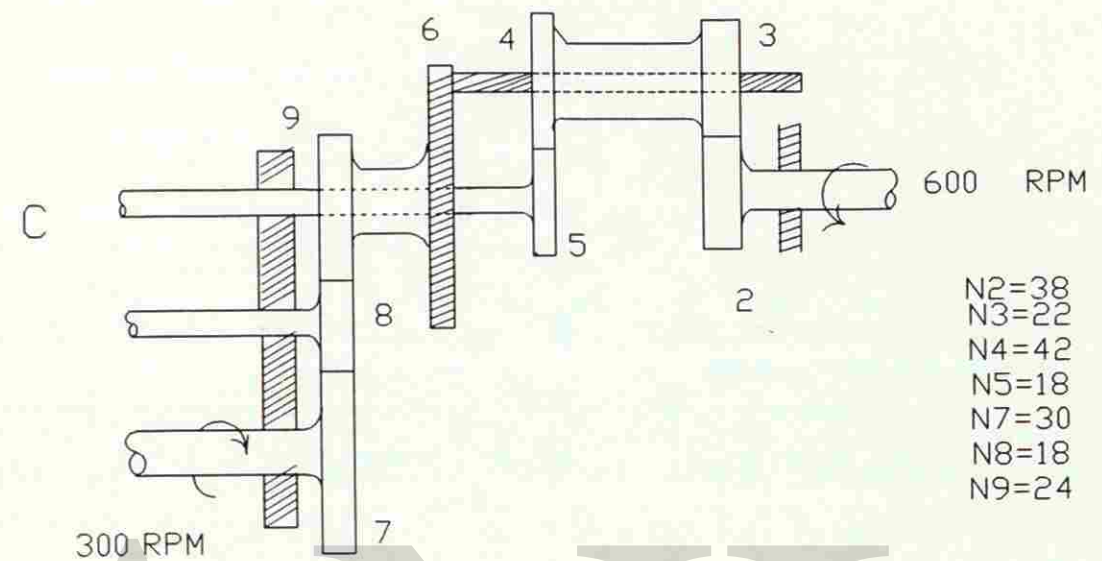 6
4
3
9
600 RPM
C
5
8
2
N2=38
N3=22
N4=42
N5=18
N7=30
N8=18
N9=24
7
300 RPM